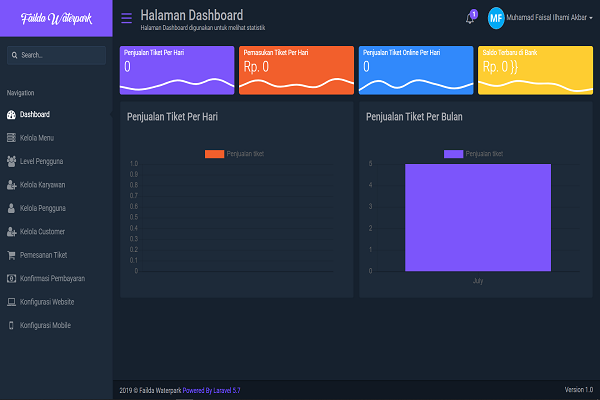 Failda Waterpark
Search...
Navigation
Dashboard
Kelola Menu
Level Pengguna
Kelola Karyawan
Kelola Pengguna
Kelola Customer
Pemesanan Tiket
Konfirmasi Pembayaran
Konfigurasi Website
Konfigurasi Mobile
Halaman Dashboard
Halaman Dashboard digunakan untuk melihat statistik
1
MF Muhamad Faisal Ilhami Akbar
Penjualan Tiket Per Hari
0
Pemasukan Tiket Per Hari
Rp. 0
Penjualan Tiket Online Per Hari
0
Saldo Terbaru di Bank
Rp. 0 }}
Penjualan Tiket Per Hari
Penjualan tiket
1.0
0.9
0.8
0.7
0.6
0.5
0.4
0.3
0.2
0.1
0
Penjualan Tiket Per Bulan
Penjualan tiket
5
4
3
2
1
0
July
2019 © Failda Waterpark Powered By Laravel 5.7
Version 1.0